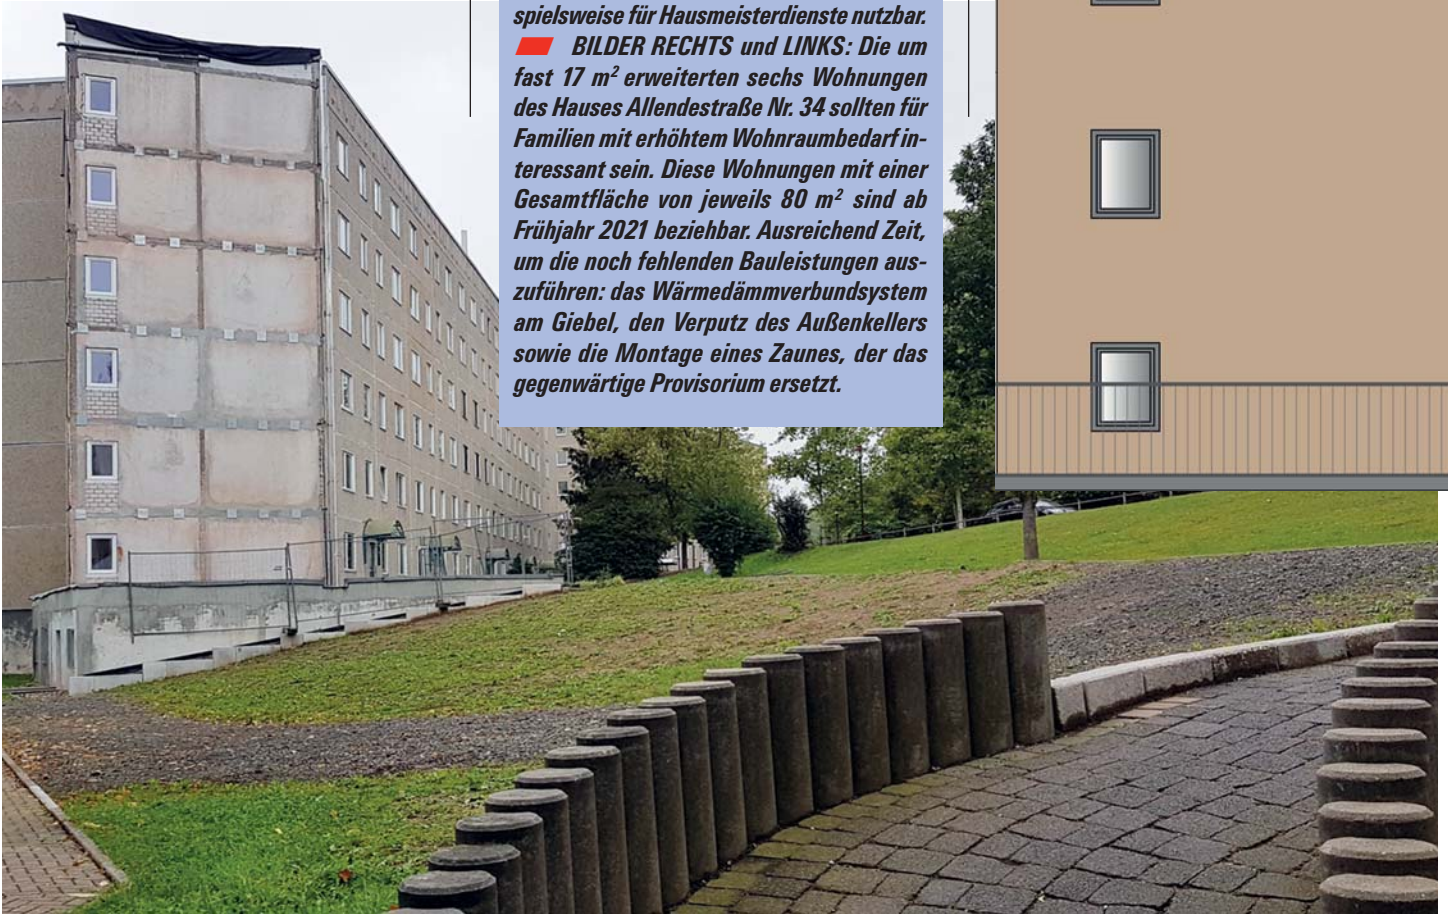 spielsweise für Hausmeisterdienste nutzbar.
BILDER RECHTS und LINKS: Die um
fast 17 m² erweiterten sechs Wohnungen
des Hauses Allendestraße Nr. 34 sollten für
Familien mit erhöhtem Wohnraumbedarf in-
teressant sein. Diese Wohnungen mit einer
Gesamtfläche von jeweils 80 m² sind ab
Frühjahr 2021 beziehbar. Ausreichend Zeit,
um die noch fehlenden Bauleistungen aus-
zuführen: das Wärmedämmverbundsystem
am Giebel, den Verputz des Außenkellers
sowie die Montage eines Zaunes, der das
gegenwärtige Provisorium ersetzt.